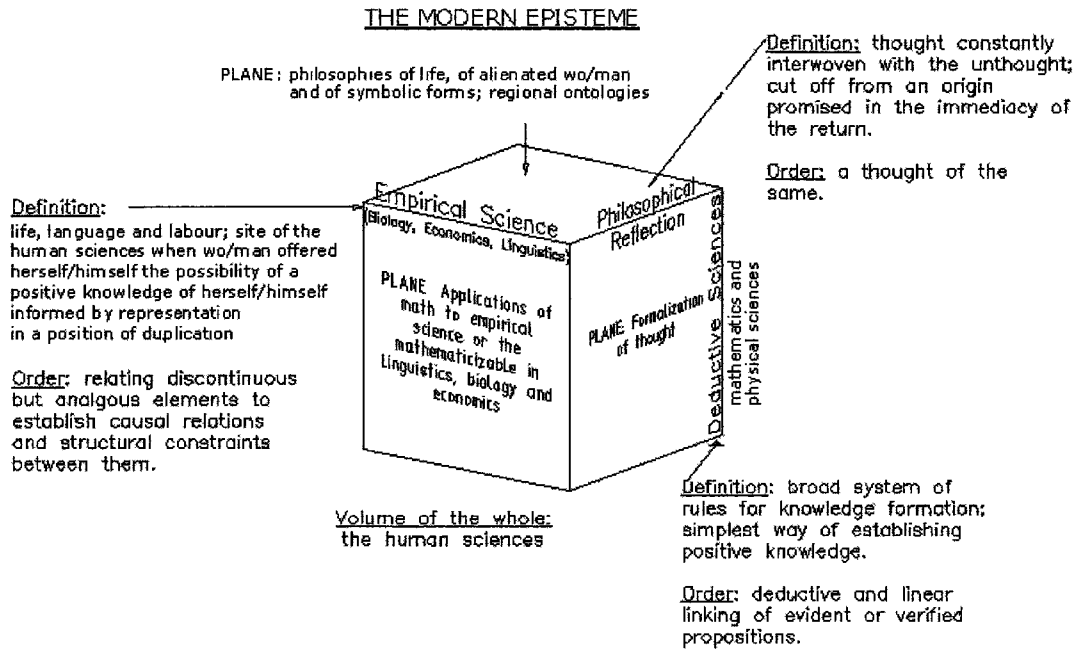 THE MODERN EPISTEME
PLANE: philosophies of life, of alienated wo/man
and of symbolic forms; regional ontologies
Definition: thought constantly
interwoven with the unthought;
cut off from an origin
promised in the immediacy of
the return.
Order: a thought of the
same.
Definition:
life, language and labour; site of the
human sciences when wo/man offered
herself/himself the possibility of a
positive knowledge of herself/himself
informed by representation
in a position of duplication
Order: relating discontinuous
but analgous elements to
establish causal relations
and structural constraints
between them.
Empirical Science
(Biology, Economics, Linguistics)
PLANE Applications of
math to empirical
science or the
mathematicizable in
Linguistics, biology and
economics
Philosophical
Reflection
PLANE: Formalization
of thought
Deductive Sciences
mathematics and
physical sciences
Volume of the whole:
the human sciences
Definition: broad system of
rules for knowledge formation;
simplest way of establishing
positive knowledge.
Order: deductive and linear
linking of evident or verified
propositions.